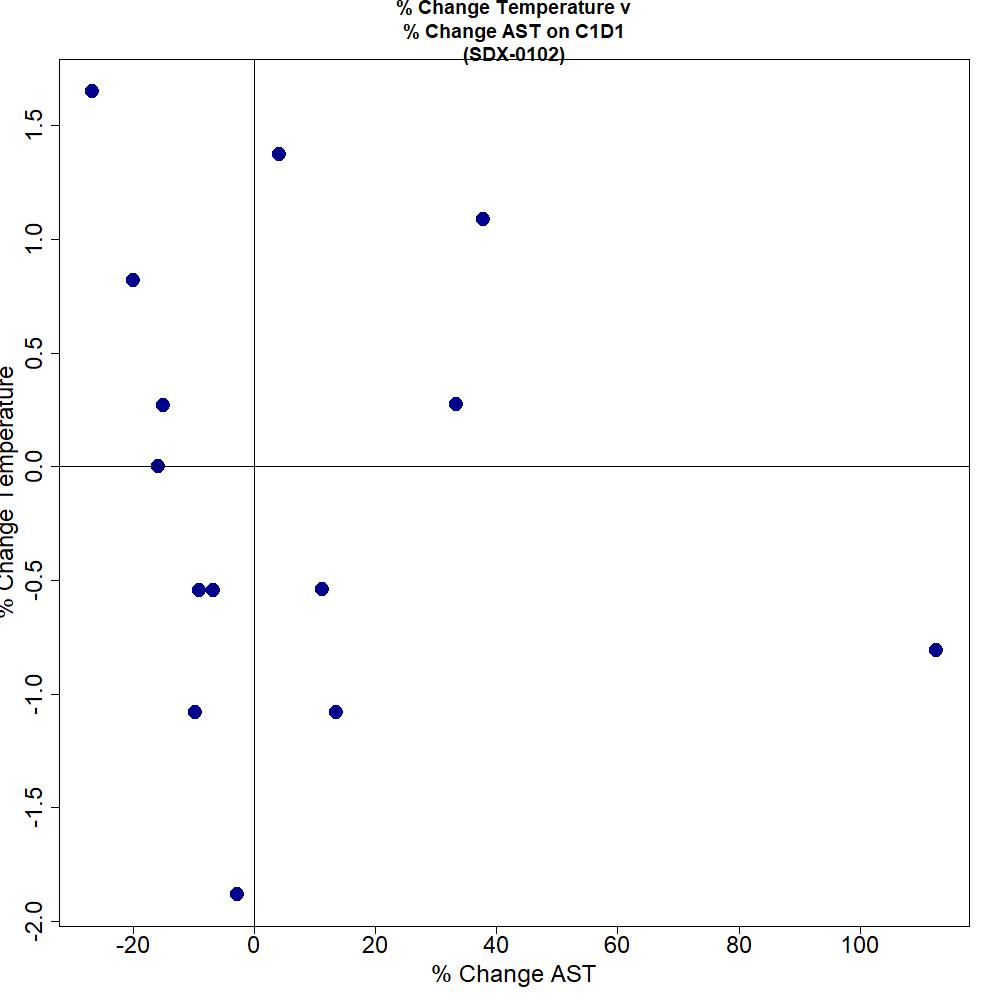 % Change Temperature v
% Change AST on C1D1
(SDX-0102)
% Change Temperature
1.5
1.0
0.5
0.0
-0.5
-1.0
-1.5
-2.0
-20 0 20 40 60 80 100
% Change AST